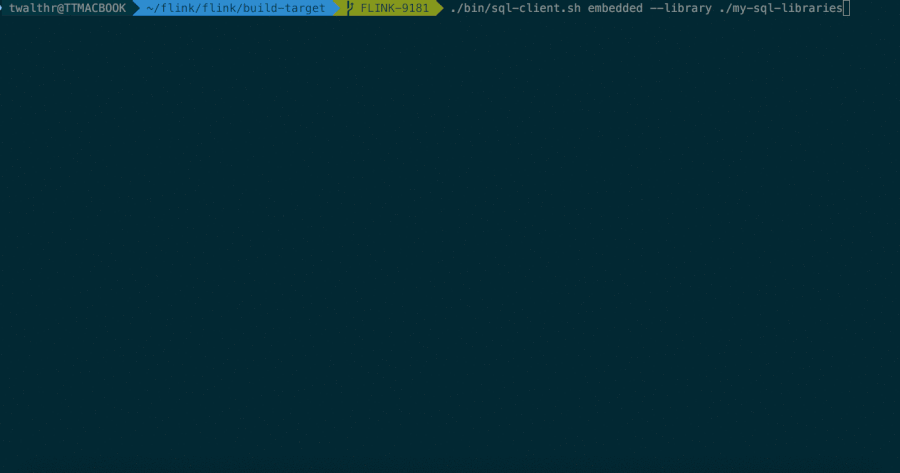 twalthr@TTMACBOOK ~/flink/flink/build-target FLINK-9181 ./bin/sql-client.sh embedded --library ./my-sql-libraries